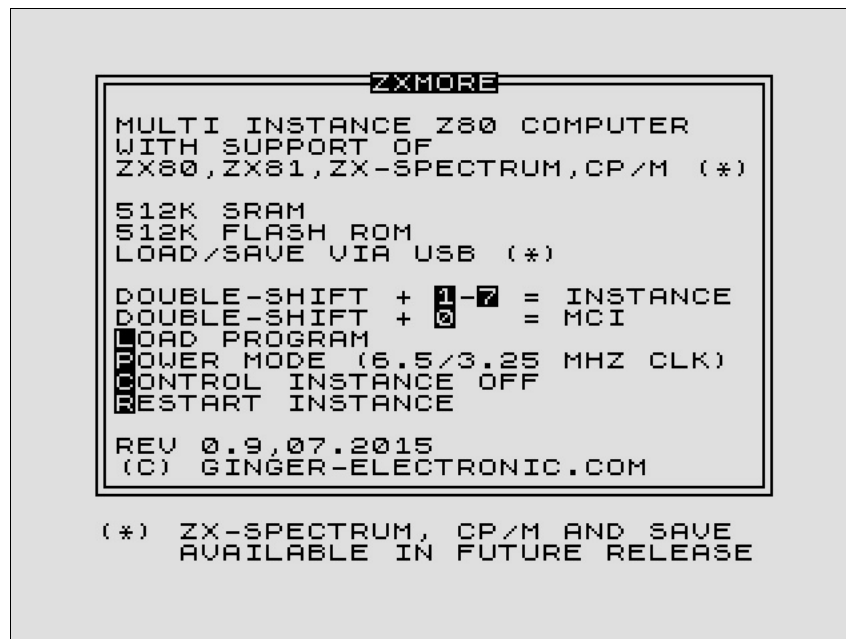 ZXMORE
MULTI INSTANCE Z80 COMPUTER
WITH SUPPORT OF
ZX80,ZX81,ZX-SPECTRUM,CP/M (*)
512K SRAM
512K FLASH ROM
LOAD/SAVE VIA USB (*)
DOUBLE-SHIFT + 1-7 = INSTANCE
DOUBLE-SHIFT + 0 = MCI
LOAD PROGRAM
POWER MODE (6.5/3.25 MHZ CLK)
CONTROL INSTANCE OFF
RESTART INSTANCE
REV 0.9,07.2015
(C) GINGER-ELECTRONIC.COM
(*) ZX-SPECTRUM, CP/M AND SAVE
AVAILABLE IN FUTURE RELEASE